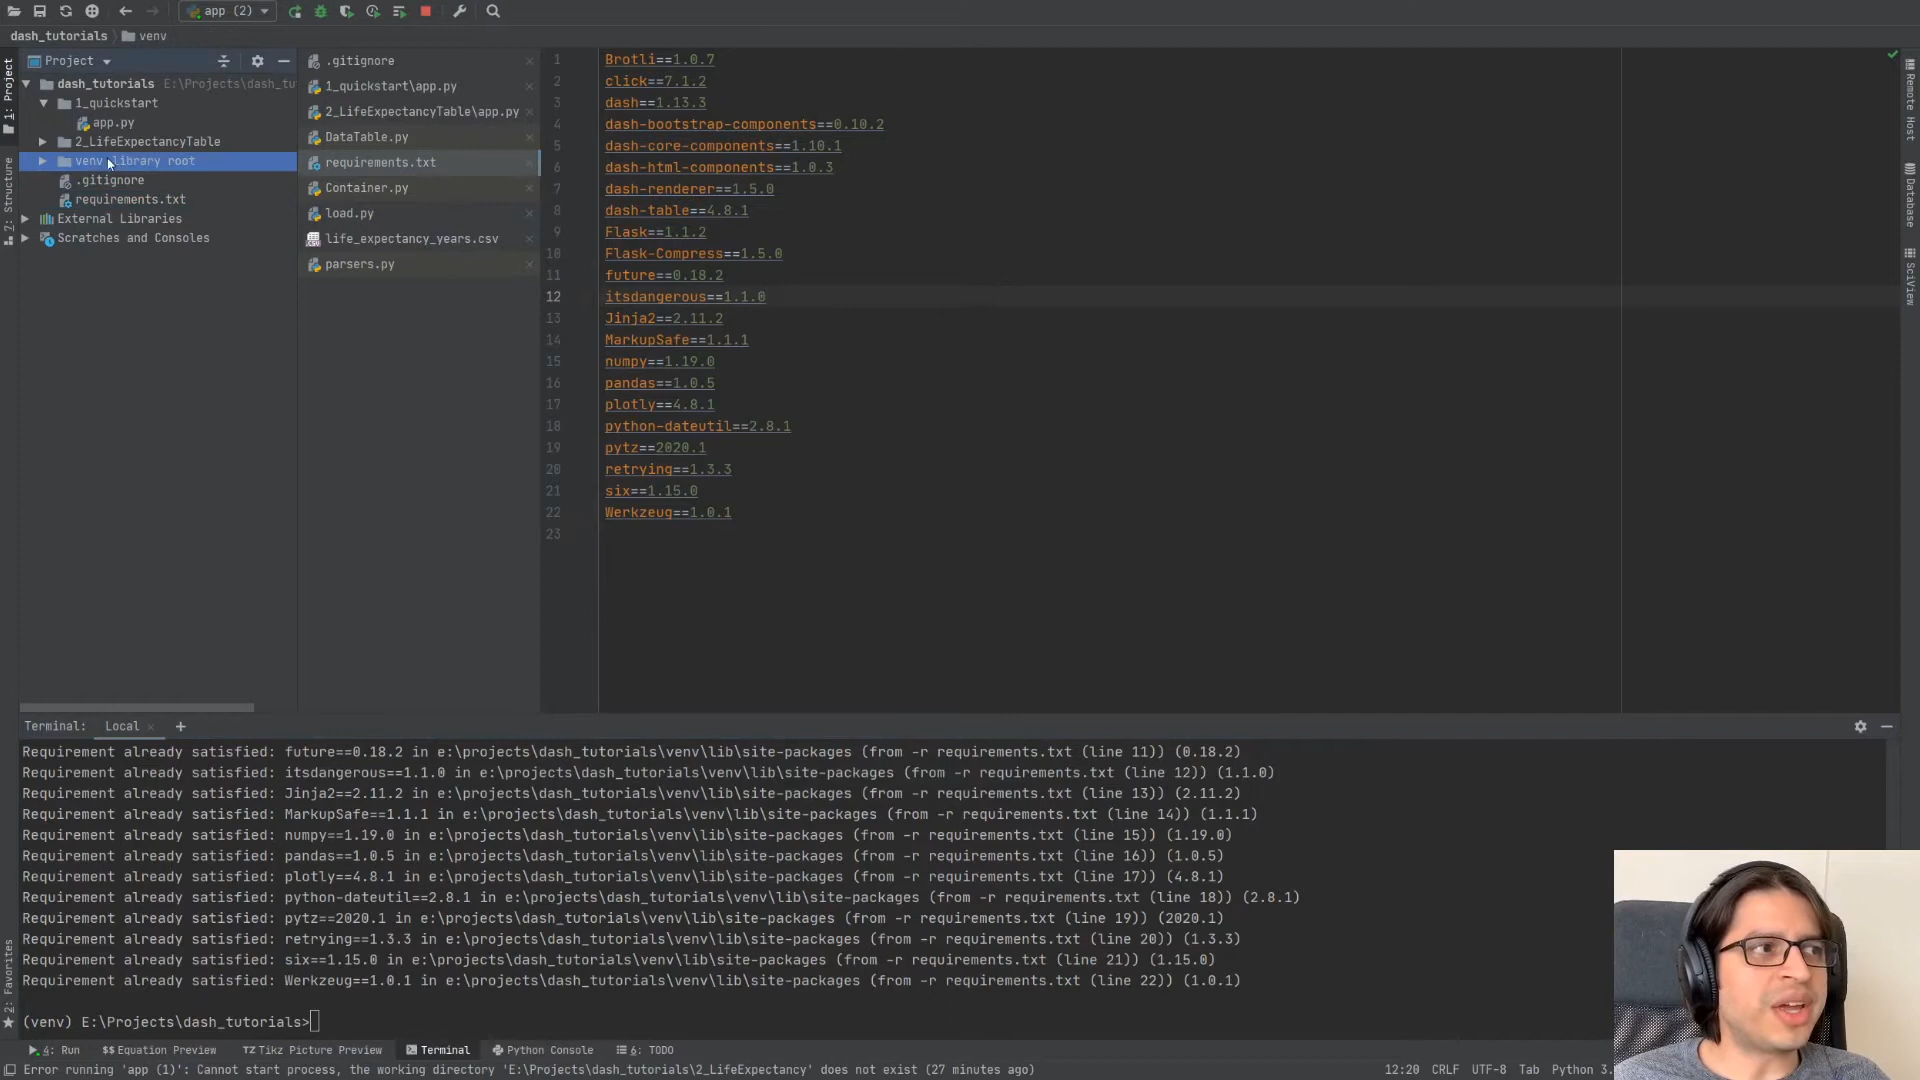 app (2)
dash_tutorials
venv
1: Project
7: Structure
2: Favorites
Project
dash_tutorials E:\Projects\dash_tu
1_quickstart
app.py
2_LifeExpectancyTable
venv library root
.gitignore
requirements.txt
External Libraries
Scratches and Consoles
.gitignore
1_quickstart\app.py
2_LifeExpectancyTable\app.py
DataTable.py
requirements.txt
Container.py
load.py
life_expectancy_years.csv
parsers.py
1 Brotli==1.0.7
2 click==7.1.2
3 dash==1.13.3
4 dash-bootstrap-components==0.10.2
5 dash-core-components==1.10.1
6 dash-html-components==1.0.3
7 dash-renderer==1.5.0
8 dash-table==4.8.1
9 Flask==1.1.2
10 Flask-Compress==1.5.0
11 future==0.18.2
12 itsdangerous==1.1.0
13 Jinja2==2.11.2
14 MarkupSafe==1.1.1
15 numpy==1.19.0
16 pandas==1.0.5
17 plotly==4.8.1
18 python-dateutil==2.8.1
19 pytz==2020.1
20 retrying==1.3.3
21 six==1.15.0
22 Werkzeug==1.0.1
23
Remote Host
Database
SciView
Terminal: Local
Requirement already satisfied: future==0.18.2 in e:\projects\dash_tutorials\venv\lib\site-packages (from -r requirements.txt (line 11)) (0.18.2)
Requirement already satisfied: itsdangerous==1.1.0 in e:\projects\dash_tutorials\venv\lib\site-packages (from -r requirements.txt (line 12)) (1.1.0)
Requirement already satisfied: Jinja2==2.11.2 in e:\projects\dash_tutorials\venv\lib\site-packages (from -r requirements.txt (line 13)) (2.11.2)
Requirement already satisfied: MarkupSafe==1.1.1 in e:\projects\dash_tutorials\venv\lib\site-packages (from -r requirements.txt (line 14)) (1.1.1)
Requirement already satisfied: numpy==1.19.0 in e:\projects\dash_tutorials\venv\lib\site-packages (from -r requirements.txt (line 15)) (1.19.0)
Requirement already satisfied: pandas==1.0.5 in e:\projects\dash_tutorials\venv\lib\site-packages (from -r requirements.txt (line 16)) (1.0.5)
Requirement already satisfied: plotly==4.8.1 in e:\projects\dash_tutorials\venv\lib\site-packages (from -r requirements.txt (line 17)) (4.8.1)
Requirement already satisfied: python-dateutil==2.8.1 in e:\projects\dash_tutorials\venv\lib\site-packages (from -r requirements.txt (line 18)) (2.8.1)
Requirement already satisfied: pytz==2020.1 in e:\projects\dash_tutorials\venv\lib\site-packages (from -r requirements.txt (line 19)) (2020.1)
Requirement already satisfied: retrying==1.3.3 in e:\projects\dash_tutorials\venv\lib\site-packages (from -r requirements.txt (line 20)) (1.3.3)
Requirement already satisfied: six==1.15.0 in e:\projects\dash_tutorials\venv\lib\site-packages (from -r requirements.txt (line 21)) (1.15.0)
Requirement already satisfied: Werkzeug==1.0.1 in e:\projects\dash_tutorials\venv\lib\site-packages (from -r requirements.txt (line 22)) (1.0.1)
(venv) E:\Projects\dash_tutorials>
4: Run $$ Equation Preview TZ Tikz Picture Preview Terminal Python Console 6: TODO
Error running 'app (1)': Cannot start process, the working directory 'E:\Projects\dash_tutorials\2_LifeExpectancy' does not exist (27 minutes ago)
12:20 CRLF UTF-8 Tab Python 3.